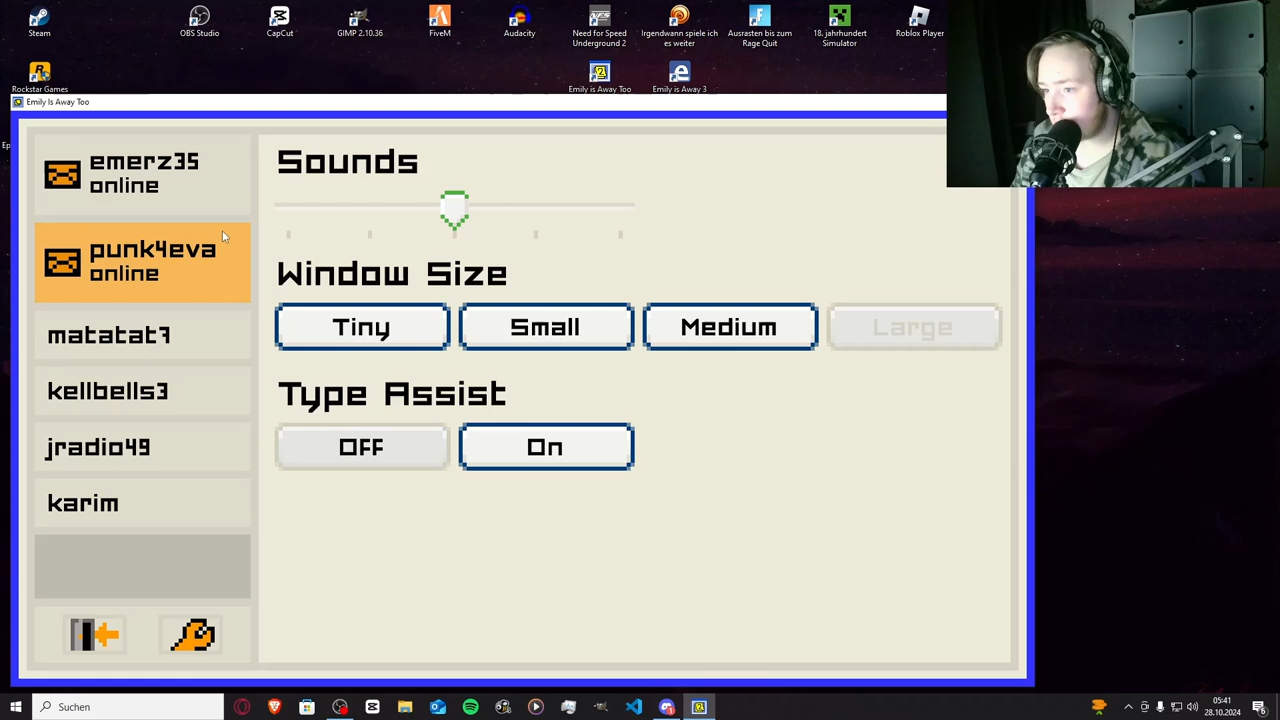 Steam
OBS Studio
CapCut
GIMP 2.10.36
FiveM
Audacity
Need for Speed
Underground 2
Irgendwann spiele ich
es weiter
Ausrasten bis zum
Rage Quit
18. jahrhundert
Simulator
Roblox Player
Rockstar Games
Emily is Away Too
Emily is Away 3
Emily Is Away Too
Ep
emerz35
online
punk4eva
online
matatat7
kellbells3
jradio49
karim
Sounds
Window Size
Tiny
Small
Medium
Large
Type Assist
Off
On
Suchen
05:41
28.10.2024